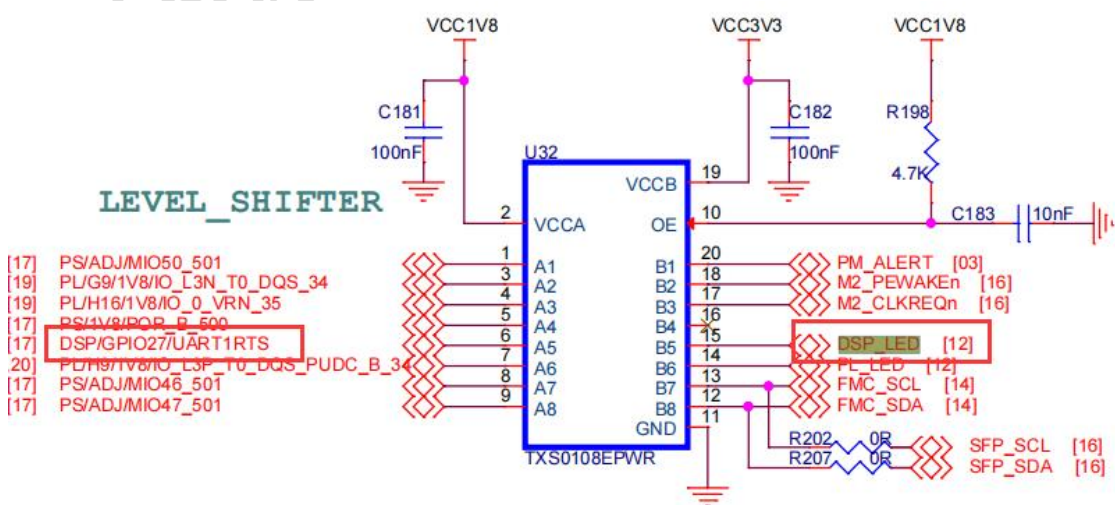 VCC1V8
VCC3V3
VCC1V8
C181
100nF
C182
100nF
R198
4.7K
U32
LEVEL_SHIFTER
VCCB 19
2 VCCA
OE 10
C183 10nF
[17] PS/ADJ/MIO50_501 1 A1
B1 20 PM_ALERT [03]
[19] PL/G9/1V8/IO_L3N_T0_DQS_34 3 A2
B2 18 M2_PEWAKEn [16]
[19] PL/H16/1V8/IO_0_VRN_35 4 A3
B3 17 M2_CLKREQn [16]
[17] PS/1V8/POR_B_500 5 A4
B4 16
[17] DSP/GPIO27/UART1RTS 6 A5
B5 15 DSP_LED [12]
20] PL/H9/1V8/IO_L3P_T0_DQS_PUDC_B_34 7 A6
B6 14 PL_LED [12]
[17] PS/ADJ/MIO46_501 8 A7
B7 13 FMC_SCL [14]
[17] PS/ADJ/MIO47_501 9 A8
B8 12 FMC_SDA [14]
GND 11
TXS0108EPWR
R202 0R SFP_SCL [16]
R207 0R SFP_SDA [16]